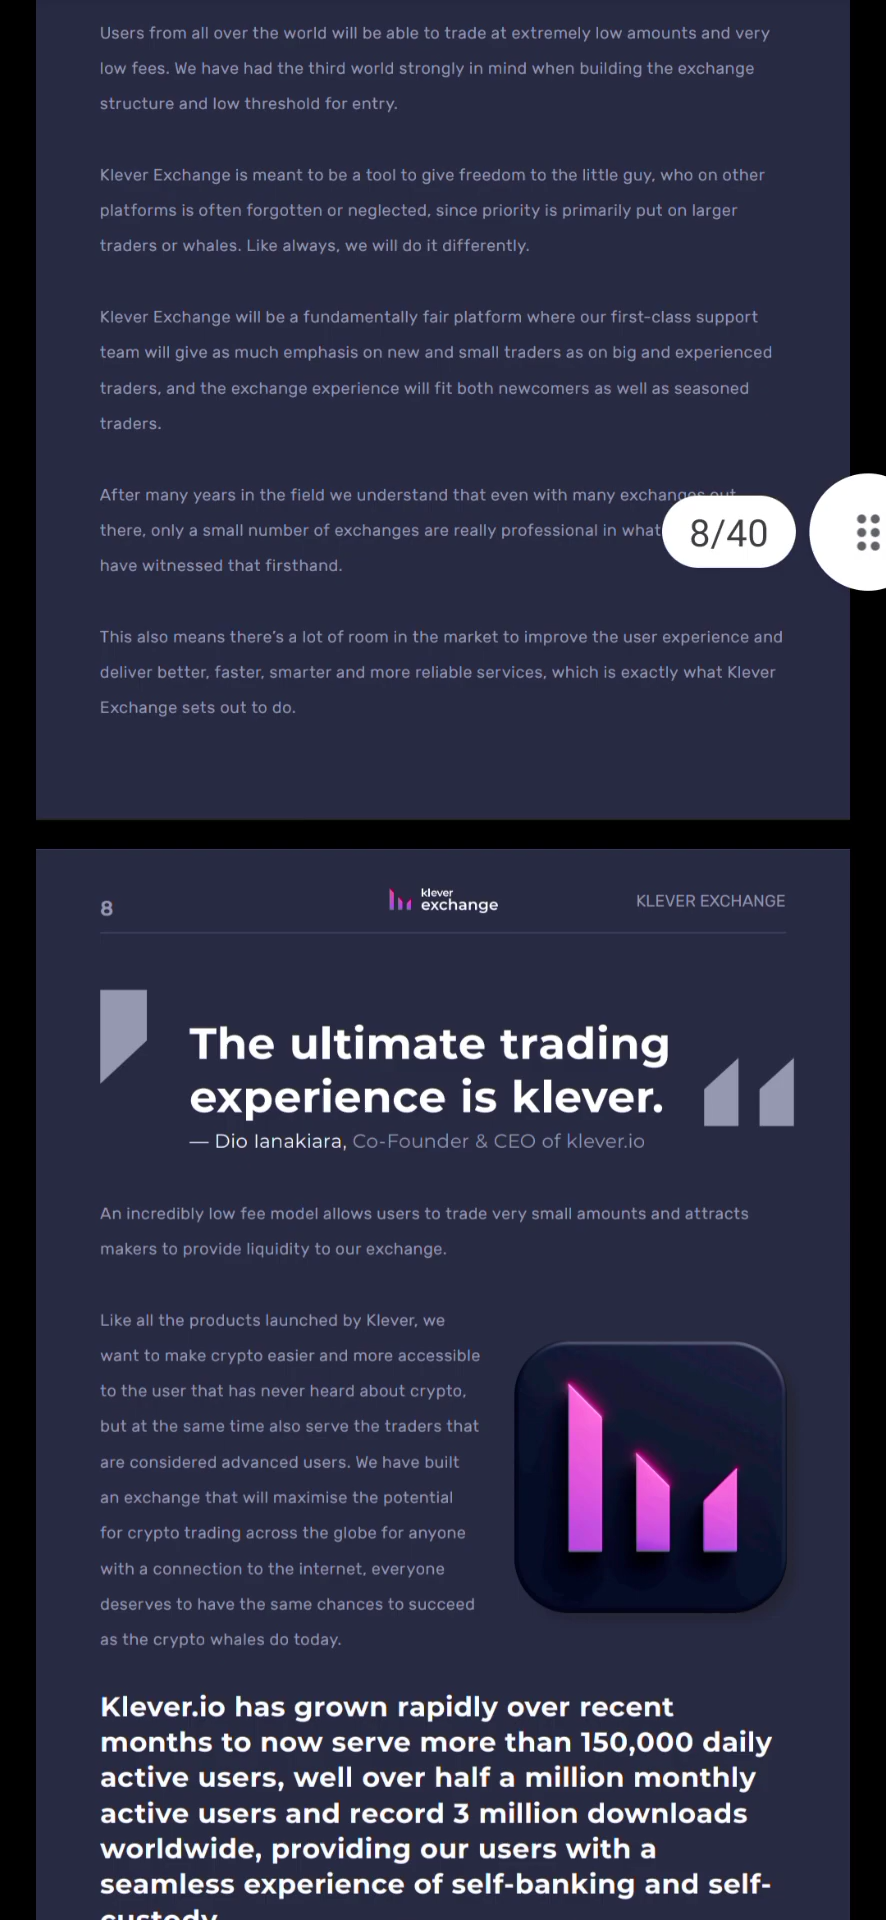 Users from all over the world will be able to trade at extremely low amounts and very
low fees. We have had the third world strongly in mind when building the exchange
structure and low threshold for entry.
Klever Exchange is meant to be a tool to give freedom to the little guy, who on other
platforms is often forgotten or neglected, since priority is primarily put on larger
traders or whales. Like always, we will do it differently.
Klever Exchange will be a fundamentally fair platform where our first-class support
team will give as much emphasis on new and small traders as on big and experienced
traders, and the exchange experience will fit both newcomers as well as seasoned
traders.
After many years in the field we understand that even with many exchanges out
there, only a small number of exchanges are really professional in what
8/40
have witnessed that firsthand.
This also means there’s a lot of room in the market to improve the user experience and
deliver better, faster, smarter and more reliable services, which is exactly what Klever
Exchange sets out to do.
8
klever
exchange
KLEVER EXCHANGE
The ultimate trading
experience is klever.
— Dio Ianakiara, Co-Founder & CEO of klever.io
An incredibly low fee model allows users to trade very small amounts and attracts
makers to provide liquidity to our exchange.
Like all the products launched by Klever, we
want to make crypto easier and more accessible
to the user that has never heard about crypto,
but at the same time also serve the traders that
are considered advanced users. We have built
an exchange that will maximise the potential
for crypto trading across the globe for anyone
with a connection to the internet, everyone
deserves to have the same chances to succeed
as the crypto whales do today.
Klever.io has grown rapidly over recent
months to now serve more than 150,000 daily
active users, well over half a million monthly
active users and record 3 million downloads
worldwide, providing our users with a
seamless experience of self-banking and self-
custody